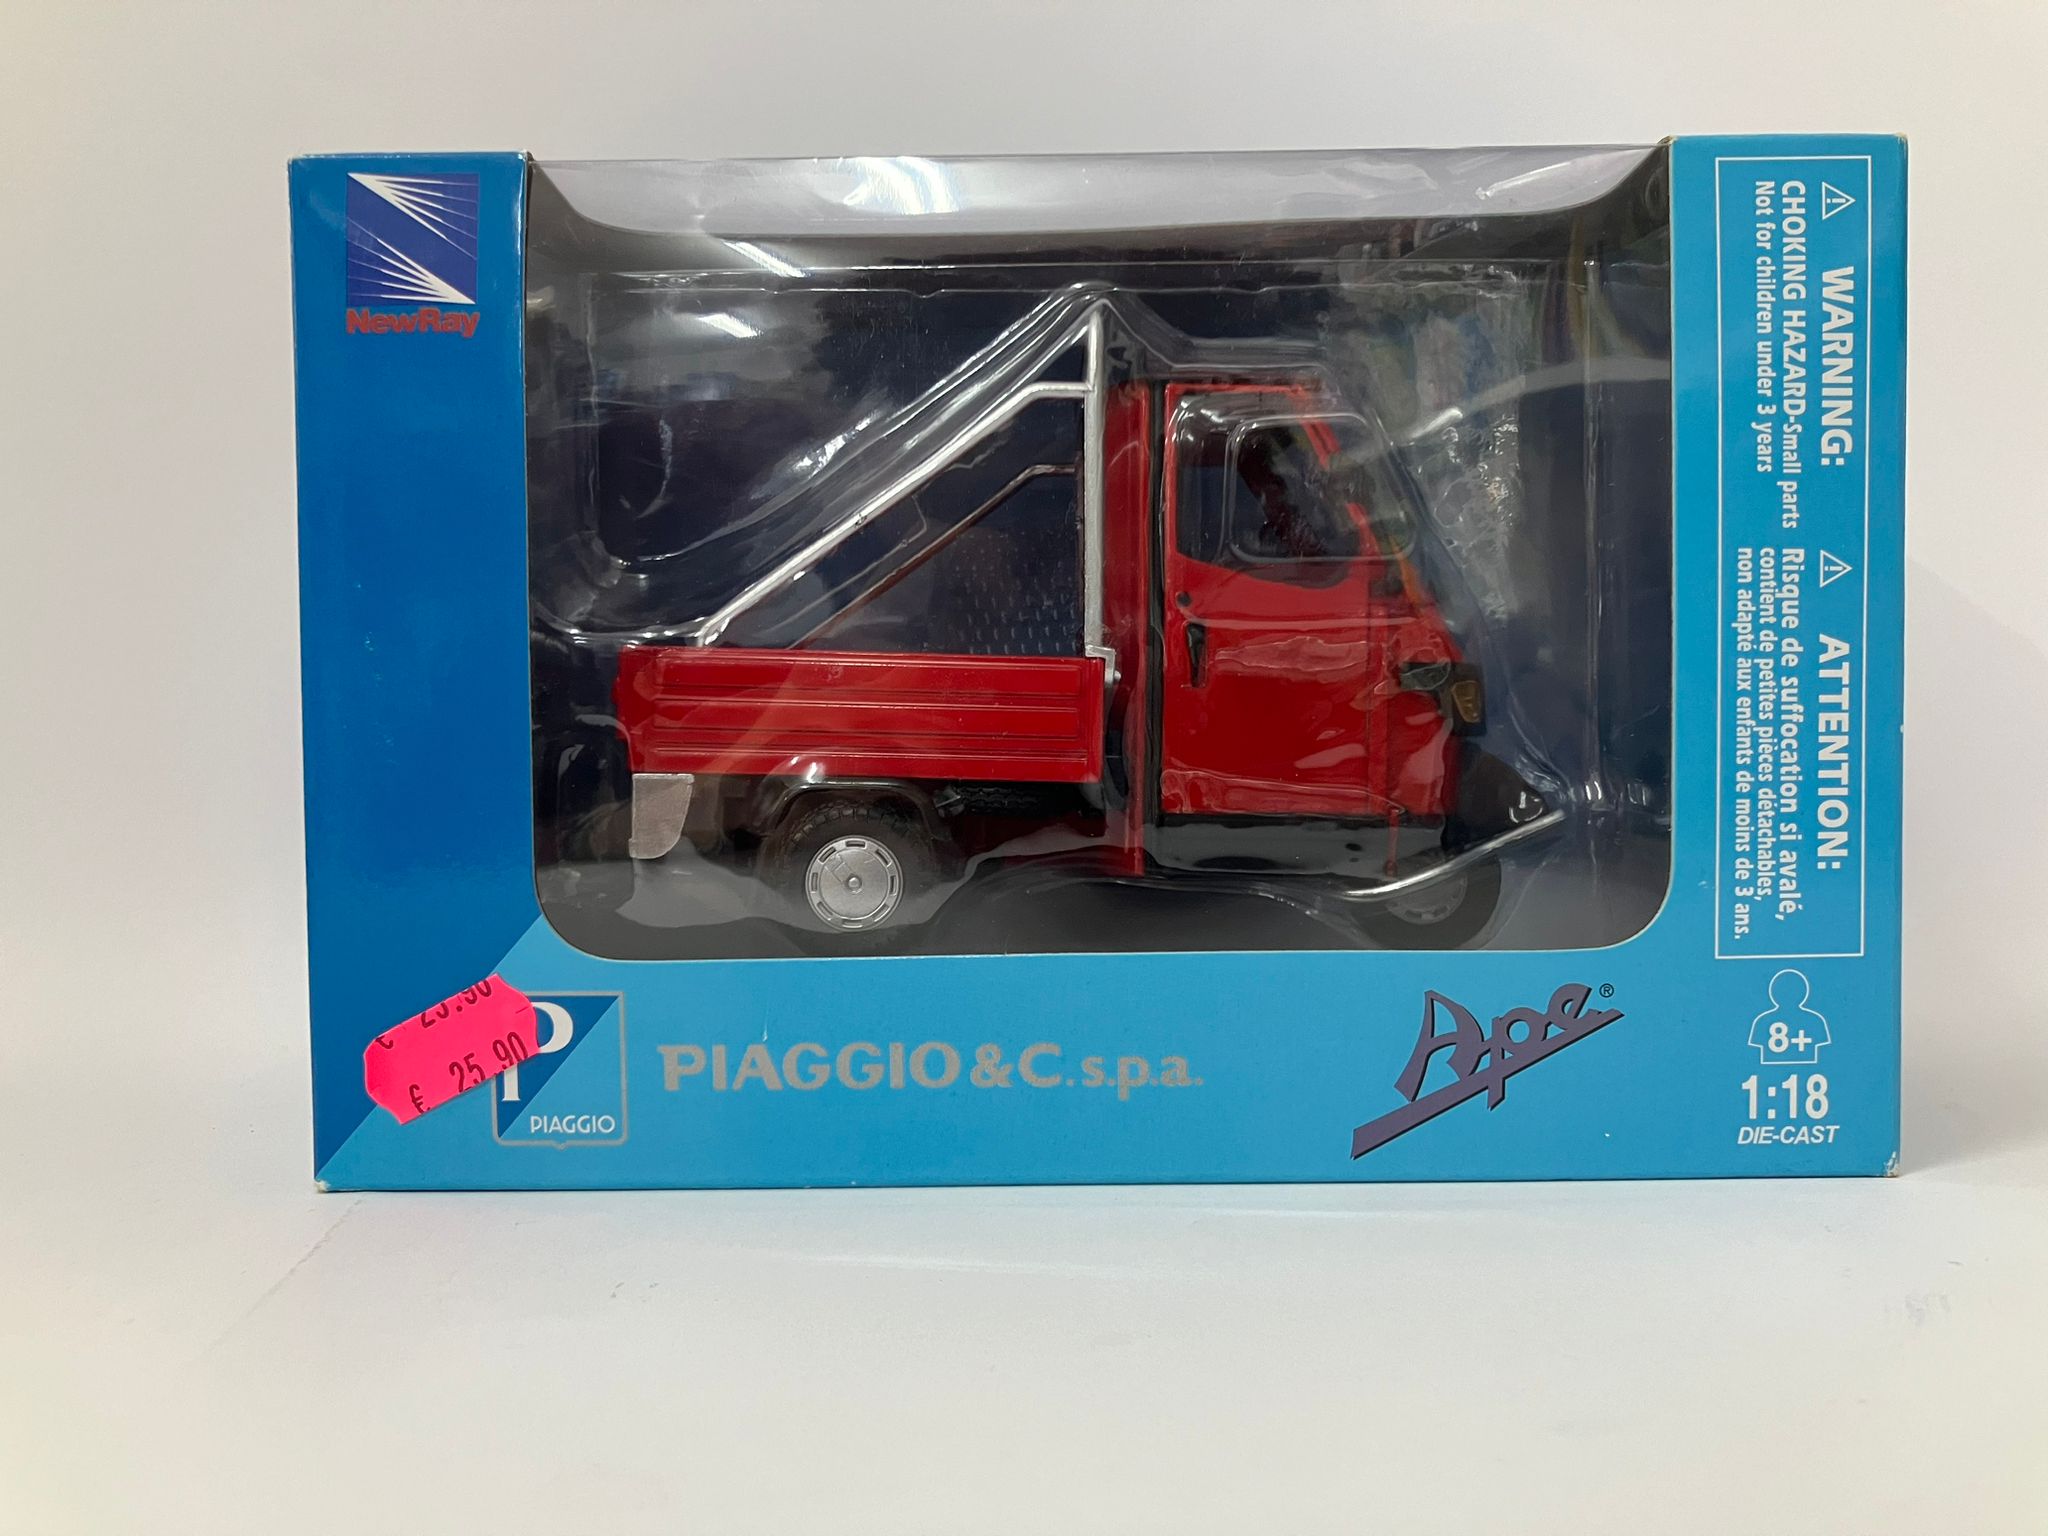 NewRay
⚠ WARNING:
CHOKING HAZARD-Small parts
Not for children under 3 years
⚠ ATTENTION:
Risque de suffocation si avalé,
contient de petites pièces détachables,
non adapté aux enfants de moins de 3 ans.
€ 25.90
€ 25.90
P
PIAGGIO
PIAGGIO & C. s.p.a.
Ape®
8+
1:18
DIE-CAST